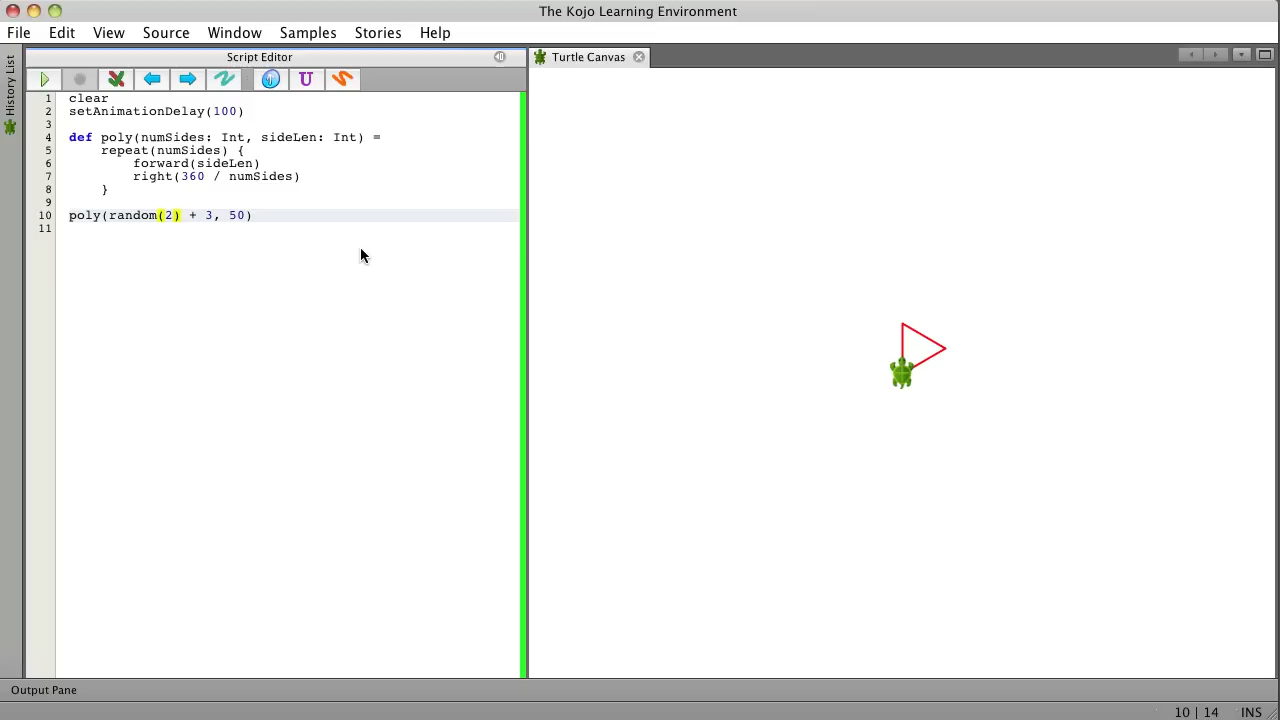 The Kojo Learning Environment
File Edit View Source Window Samples Stories Help
History List
Script Editor
Turtle Canvas
U
1 clear
2 setAnimationDelay(100)
3
4 def poly(numSides: Int, sideLen: Int) =
5     repeat(numSides) {
6         forward(sideLen)
7         right(360 / numSides)
8     }
9
10 poly(random(2) + 3, 50)
11
Output Pane
10 | 14 INS